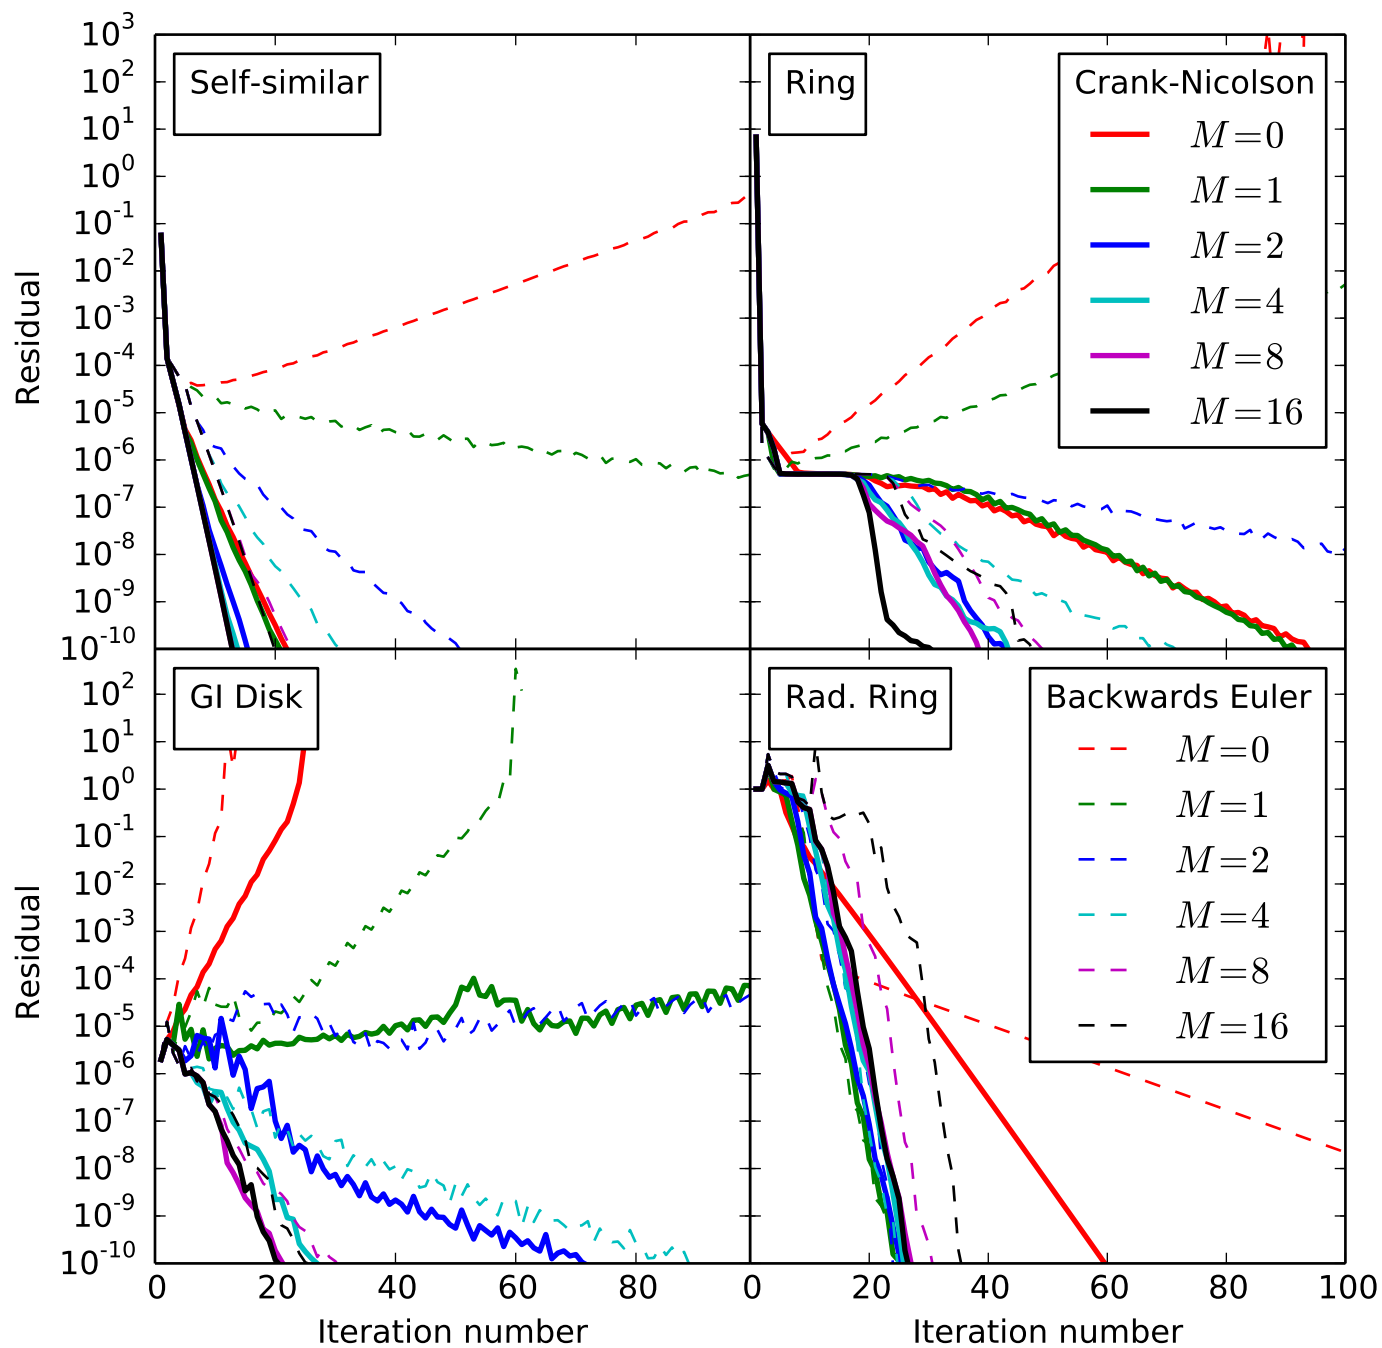 Self-similar
Ring
Crank-Nicolson
M=0
M=1
M=2
M=4
M=8
M=16
10^3
10^2
10^1
10^0
10^-1
10^-2
10^-3
10^-4
10^-5
10^-6
10^-7
10^-8
10^-9
10^-10
Residual
GI Disk
Rad. Ring
Backwards Euler
M=0
M=1
M=2
M=4
M=8
M=16
10^2
10^1
10^0
10^-1
10^-2
10^-3
10^-4
10^-5
10^-6
10^-7
10^-8
10^-9
10^-10
Residual
0 20 40 60 80 0 20 40 60 80 100
Iteration number Iteration number